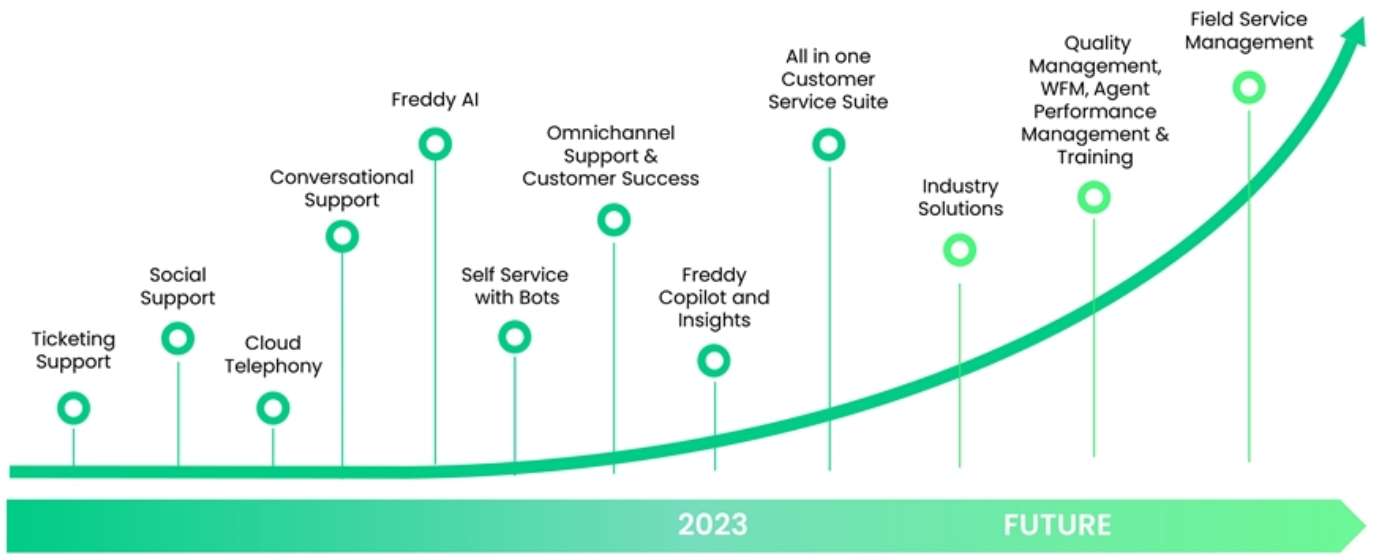 Ticketing
Support
Social
Support
Cloud
Telephony
Conversational
Support
Freddy AI
Self Service
with Bots
Omnichannel
Support &
Customer Success
Freddy
Copilot and
Insights
All in one
Customer
Service Suite
Industry
Solutions
Quality
Management,
WFM, Agent
Performance
Management &
Training
Field Service
Management
2023
FUTURE